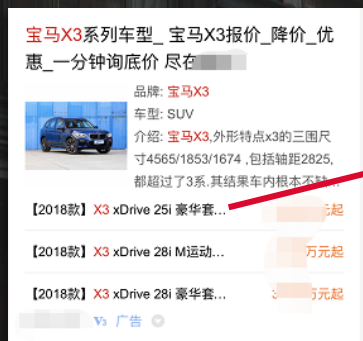 宝马X3系列车型_ 宝马X3报价_降价_优
惠_一分钟询底价 尽在
品牌: 宝马X3
车型: SUV
介绍: 宝马X3,外形特点x3的三围尺
寸4565/1853/1674 ,包括轴距2825,
都超过了3系.其结果车内根本不缺...
【2018款】X3 xDrive 25i 豪华套... 元起
【2018款】X3 xDrive 28i M运动... 万元起
【2018款】X3 xDrive 28i 豪华套... 3 万元起
V3 广告